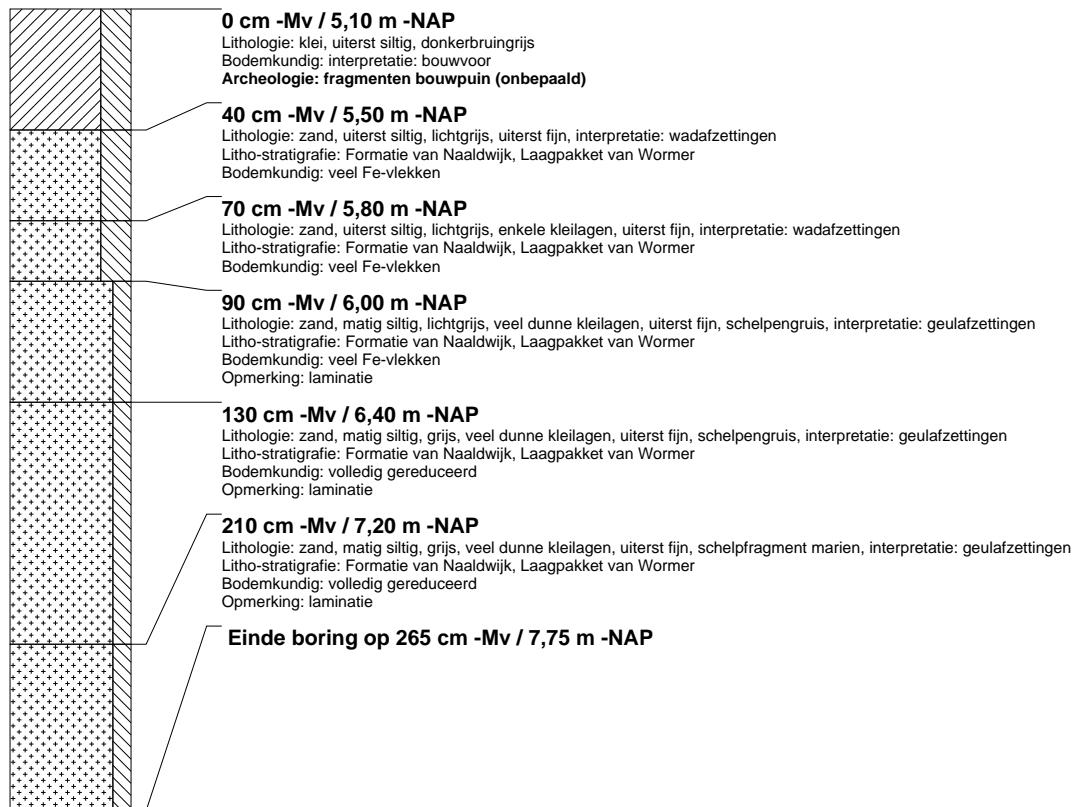 0 cm -Mv / 5,10 m -NAP
Lithologie: klei, uiterst siltig, donkerbruingrijs
Bodemkundig: interpretatie: bouwvoor
Archeologie: fragmenten bouwpuin (onbepaald)
40 cm -Mv / 5,50 m -NAP
Lithologie: zand, uiterst siltig, lichtgrijs, uiterst fijn, interpretatie: wadafzettingen
Litho-stratigrafie: Formatie van Naaldwijk, Laagpakket van Wormer
Bodemkundig: veel Fe-vlekken
70 cm -Mv / 5,80 m -NAP
Lithologie: zand, uiterst siltig, lichtgrijs, enkele kleilagen, uiterst fijn, interpretatie: wadafzettingen
Litho-stratigrafie: Formatie van Naaldwijk, Laagpakket van Wormer
Bodemkundig: veel Fe-vlekken
90 cm -Mv / 6,00 m -NAP
Lithologie: zand, matig siltig, lichtgrijs, veel dunne kleilagen, uiterst fijn, schelpengruis, interpretatie: geulafzettingen
Litho-stratigrafie: Formatie van Naaldwijk, Laagpakket van Wormer
Bodemkundig: veel Fe-vlekken
Opmerking: laminatie
130 cm -Mv / 6,40 m -NAP
Lithologie: zand, matig siltig, grijs, veel dunne kleilagen, uiterst fijn, schelpengruis, interpretatie: geulafzettingen
Litho-stratigrafie: Formatie van Naaldwijk, Laagpakket van Wormer
Bodemkundig: volledig gereduceerd
Opmerking: laminatie
210 cm -Mv / 7,20 m -NAP
Lithologie: zand, matig siltig, grijs, veel dunne kleilagen, uiterst fijn, schelpfragment marien, interpretatie: geulafzettingen
Litho-stratigrafie: Formatie van Naaldwijk, Laagpakket van Wormer
Bodemkundig: volledig gereduceerd
Opmerking: laminatie
Einde boring op 265 cm -Mv / 7,75 m -NAP